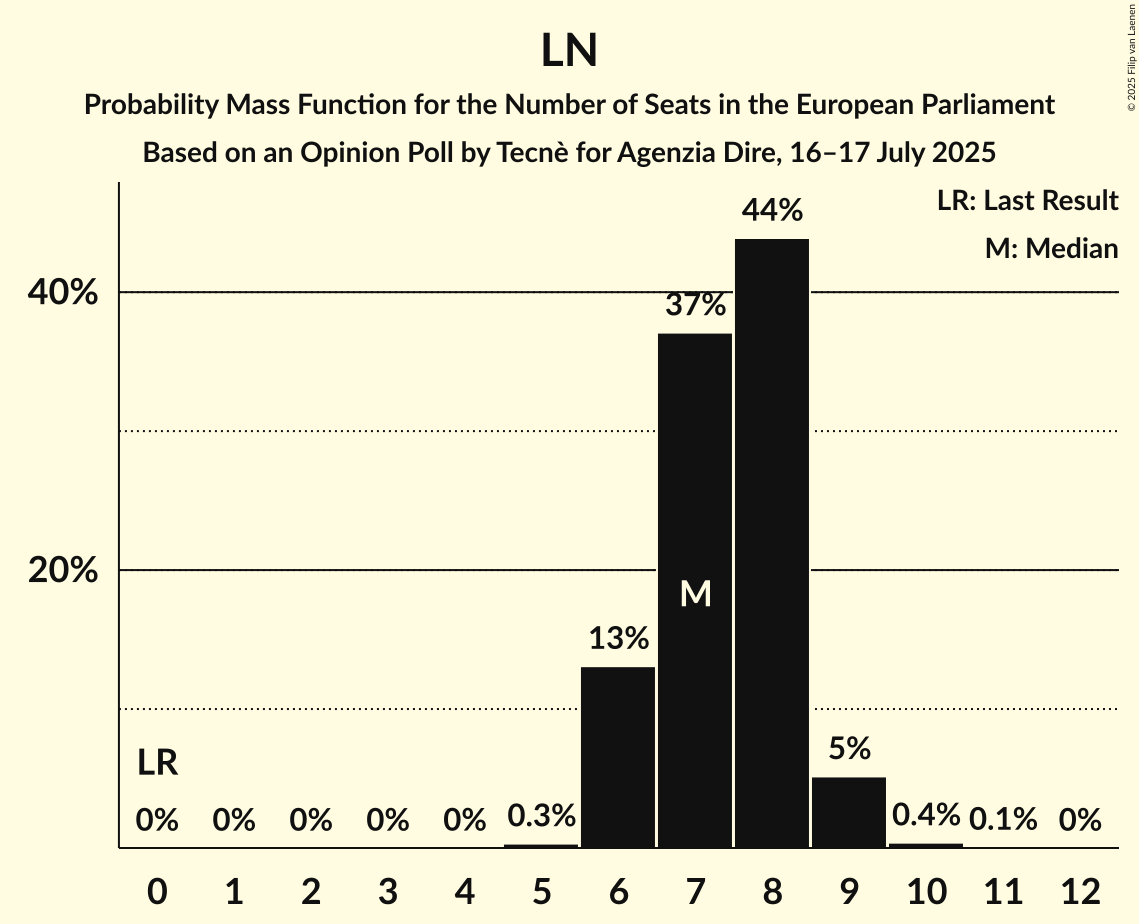 © 2025 Filip van Laenen
LN
Probability Mass Function for the Number of Seats in the European Parliament
Based on an Opinion Poll by Tecnè for Agenzia Dire, 16–17 July 2025
LR: Last Result
M: Median
44%
40%
37%
20%
M
13%
5%
LR
0% 0% 0% 0% 0% 0.3% 0.4% 0.1% 0%
0 1 2 3 4 5 6 7 8 9 10 11 12